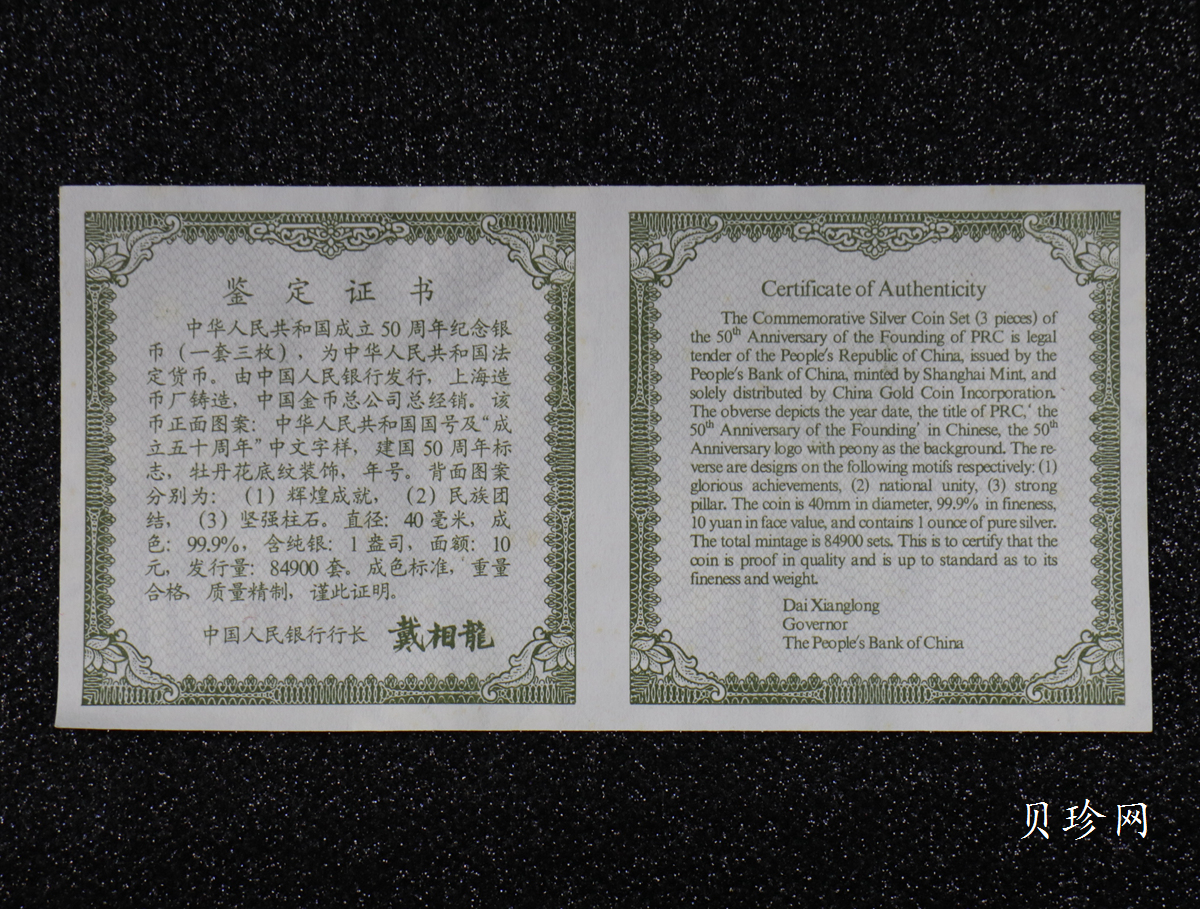 鉴定证书
中华人民共和国成立50周年纪念银
币（一套三枚），为中华人民共和国法
定货币。由中国人民银行发行，上海造
币厂铸造，中国金币总公司总经销。该
币正面图案：中华人民共和国国号及“成
立五十周年”中文字样，建国50周年标
志，牡丹花底纹装饰，年号。背面图案
分别为：（1）辉煌成就，（2）民族团
结，（3）坚强柱石。直径：40毫米，成
色：99.9%，含纯银：1盎司，面额：10
元，发行量：84900套。成色标准，重量
合格，质量精制，谨此证明。
中国人民银行行长 戴相龍
Certificate of Authenticity
The Commemorative Silver Coin Set (3 pieces) of
the 50th Anniversary of the Founding of PRC is legal
tender of the People's Republic of China, issued by the
People's Bank of China, minted by Shanghai Mint, and
solely distributed by China Gold Coin Incorporation.
The obverse depicts the year date, the title of PRC,' the
50th Anniversary of the Founding' in Chinese, the 50th
Anniversary logo with peony as the background. The re-
verse are designs on the following motifs respectively: (1)
glorious achievements, (2) national unity, (3) strong
pillar. The coin is 40mm in diameter, 99.9% in fineness,
10 yuan in face value, and contains 1 ounce of pure silver.
The total mintage is 84900 sets. This is to certify that the
coin is proof in quality and is up to standard as to its
fineness and weight.
Dai Xianglong
Governor
The People's Bank of China
贝珍网